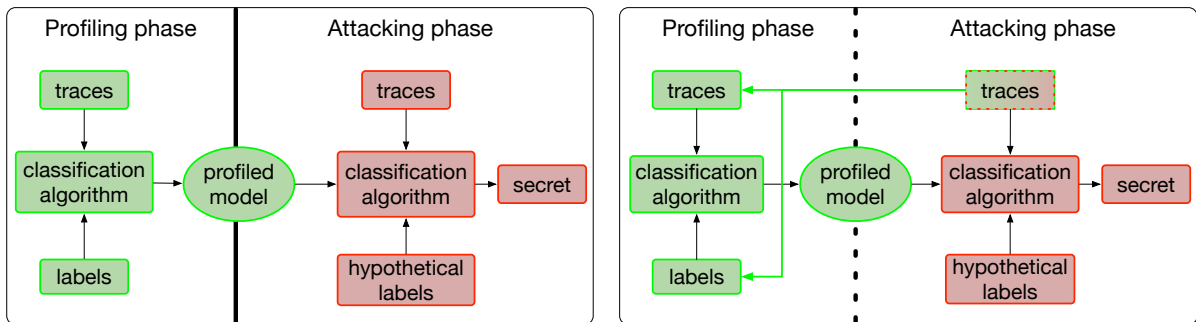 Profiling phase
Attacking phase
traces
traces
classification
algorithm
profiled
model
classification
algorithm
secret
labels
hypothetical
labels
Profiling phase
Attacking phase
traces
traces
classification
algorithm
profiled
model
classification
algorithm
secret
labels
hypothetical
labels